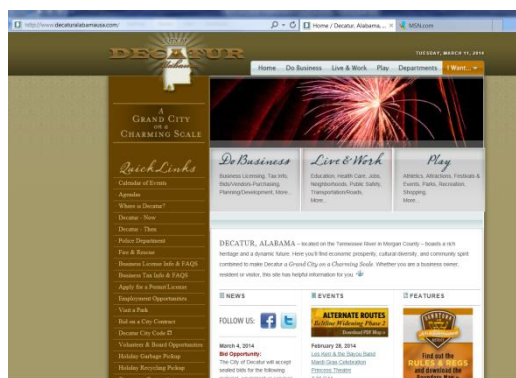 http://www.decaturalabamausa.com/
Home / Decatur, Alabama, ...
MSN.com
DECATUR
Alabama
TUESDAY, MARCH 11, 2014
Home Do Business Live & Work Play Departments I Want...
A
GRAND CITY
on a
CHARMING SCALE
Quick Links
Calendar of Events
Agendas
Where is Decatur?
Decatur - Now
Decatur - Then
Police Department
Fire & Rescue
Business License Info & FAQS
Business Tax Info & FAQS
Apply for a Permit/License
Employment Opportunities
Visit a Park
Bid on a City Contract
Decatur City Code
Volunteer & Board Opportunities
Holiday Garbage Pickup
Holiday Recycling Pickup
Do Business
Business Licensing, Tax Info,
Bids/Vendors-Purchasing,
Planning/Development, More...
Live & Work
Education, Health Care, Jobs,
Neighborhoods, Public Safety,
Transportation/Roads,
More...
Play
Athletics, Attractions, Festivals &
Events, Parks, Recreation,
Shopping,
More...
DECATUR, ALABAMA – located on the Tennessee River in Morgan County – boasts a rich
heritage and a dynamic future. Here you'll find economic prosperity, cultural diversity, and community spirit
combined to make Decatur a Grand City on a Charming Scale. Whether you are a business owner,
resident or visitor, this site has helpful information for you.
NEWS
FOLLOW US:
March 4, 2014
Bid Opportunity:
The City of Decatur will accept
sealed bids for the following
EVENTS
ALTERNATE ROUTES
Beltline Widening Phase 2
Download PDF Map
February 28, 2014
Mardi Gras Celebration
Princess Theatre
FEATURES
Find out the
RULES & REGS
and download the